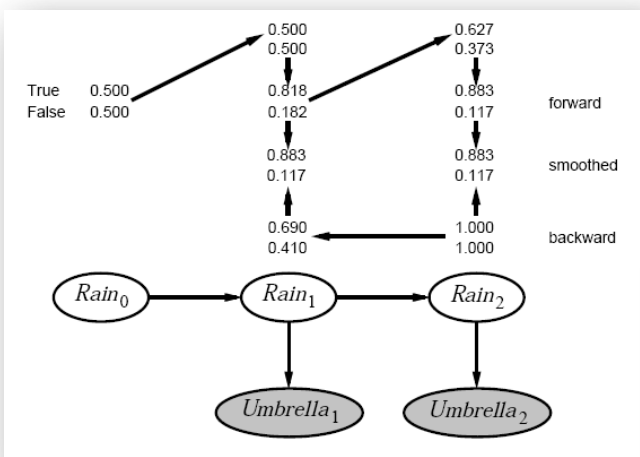 0.500 0.627
0.500 0.373
True 0.500 0.818 0.883
False 0.500 0.182 0.117 forward
0.883 0.883
0.117 0.117 smoothed
0.690 1.000
0.410 1.000 backward
Rain0 Rain1 Rain2
Umbrella1 Umbrella2